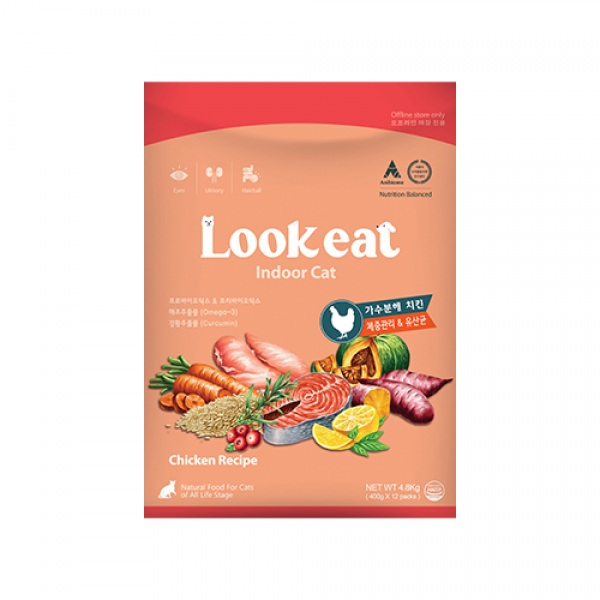 Offline store only
오프라인 매장 전용
Eyes
Urinary
Hairball
Nutrition Balanced
Look eat
Indoor Cat
프로바이오틱스 & 프리바이오틱스
해조추출물 (Omega-3)
강황추출물 (Curcumin)
가수분해 치킨
체중관리 & 유산균
Chicken Recipe
Natural Food For Cats
of All Life Stage
NET WT 4.8Kg
( 400g X 12 packs )